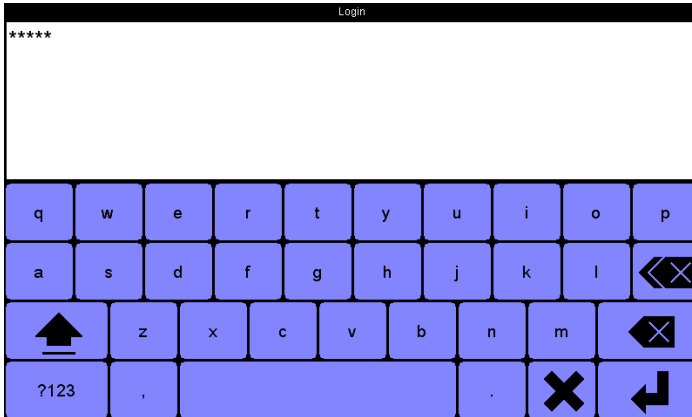 Login
*****
q w e r t y u i o p
a s d f g h j k l
z x c v b n m
?123 , .